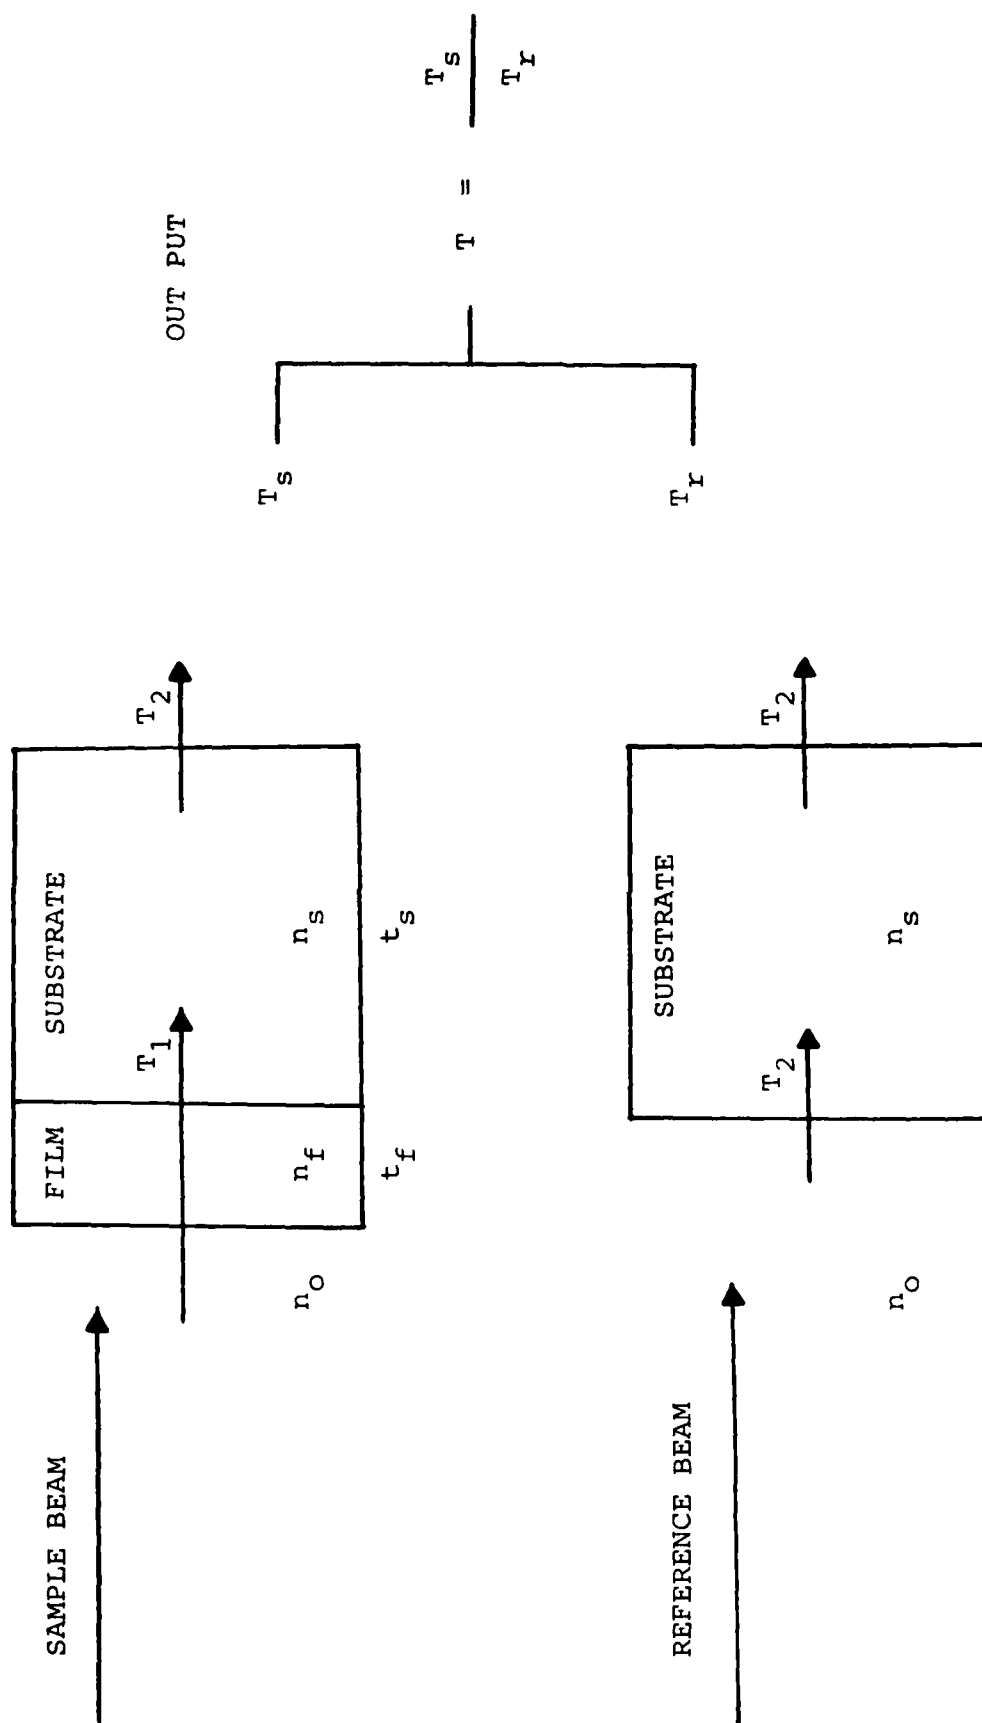 SAMPLE BEAM
n_o
FILM
n_f
t_f
T_1
SUBSTRATE
n_s
t_s
T_2
REFERENCE BEAM
n_o
T_2
SUBSTRATE
n_s
T_2
OUT PUT
T_s
T_r
T = T_s / T_r